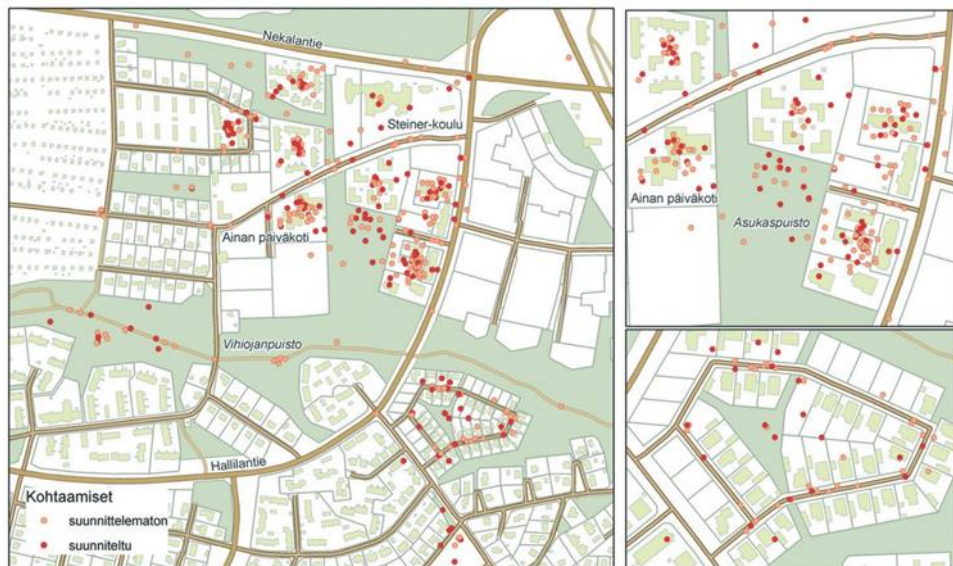 Nekalantie
Steiner-koulu
Ainan päiväkoti
Vihiojanpuisto
Hallilantie
Kohtaamiset
suunnittelematon
suunniteltu
Ainan päiväkoti
Asukaspuisto